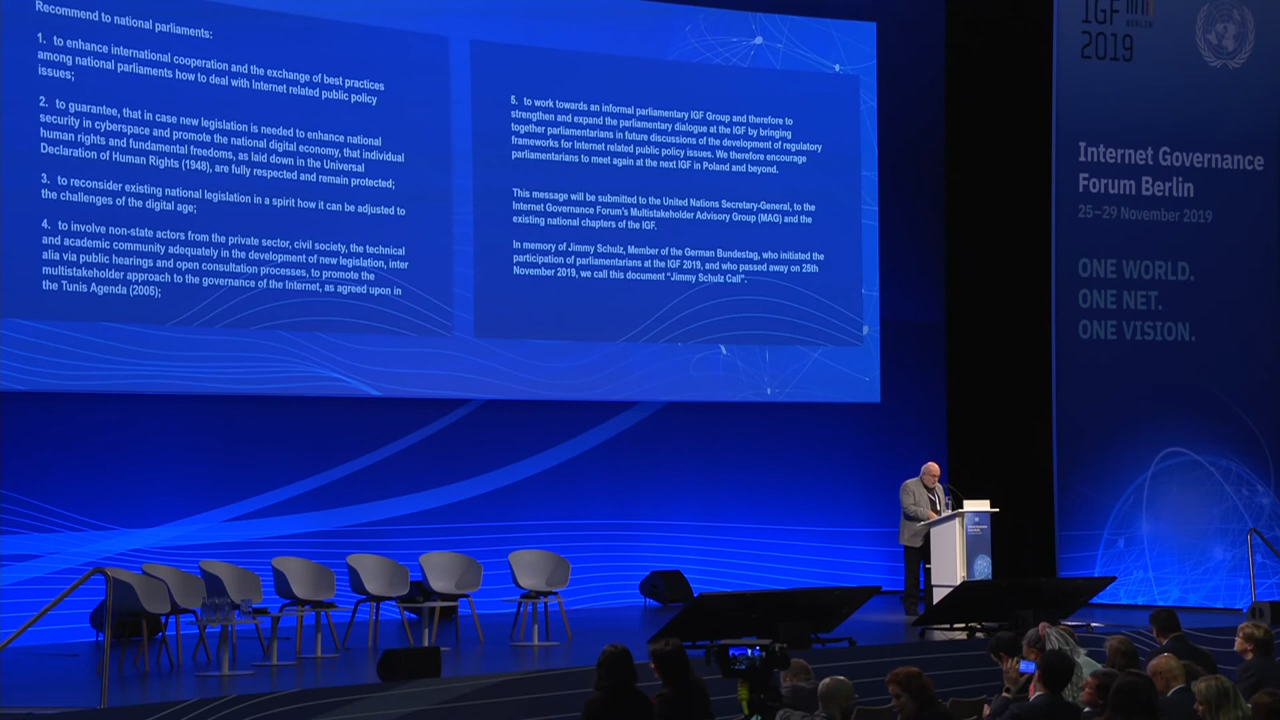 Recommend to national parliaments:
1. to enhance international cooperation and the exchange of best practices
among national parliaments how to deal with Internet related public policy
issues;
2. to guarantee, that in case new legislation is needed to enhance national
security in cyberspace and promote the national digital economy, that individual
human rights and fundamental freedoms, as laid down in the Universal
Declaration of Human Rights (1948), are fully respected and remain protected;
3. to reconsider existing national legislation in a spirit how it can be adjusted to
the challenges of the digital age;
4. to involve non-state actors from the private sector, civil society, the technical
and academic community adequately in the development of new legislation, inter
alia via public hearings and open consultation processes, to promote the
multistakeholder approach to the governance of the Internet, as agreed upon in
the Tunis Agenda (2005);
5. to work towards an informal parliamentary IGF Group and therefore to
strengthen and expand the parliamentary dialogue at the IGF by bringing
together parliamentarians in future discussions of the development of regulatory
frameworks for Internet related public policy issues. We therefore encourage
parliamentarians to meet again at the next IGF in Poland and beyond.
This message will be submitted to the United Nations Secretary-General, to the
Internet Governance Forum's Multistakeholder Advisory Group (MAG) and the
existing national chapters of the IGF.
In memory of Jimmy Schulz, Member of the German Bundestag, who initiated the
participation of parliamentarians at the IGF 2019, and who passed away on 25th
November 2019, we call this document "Jimmy Schulz Call".
IGF
BERLIN
2019
Internet Governance
Forum Berlin
25–29 November 2019
ONE WORLD.
ONE NET.
ONE VISION.